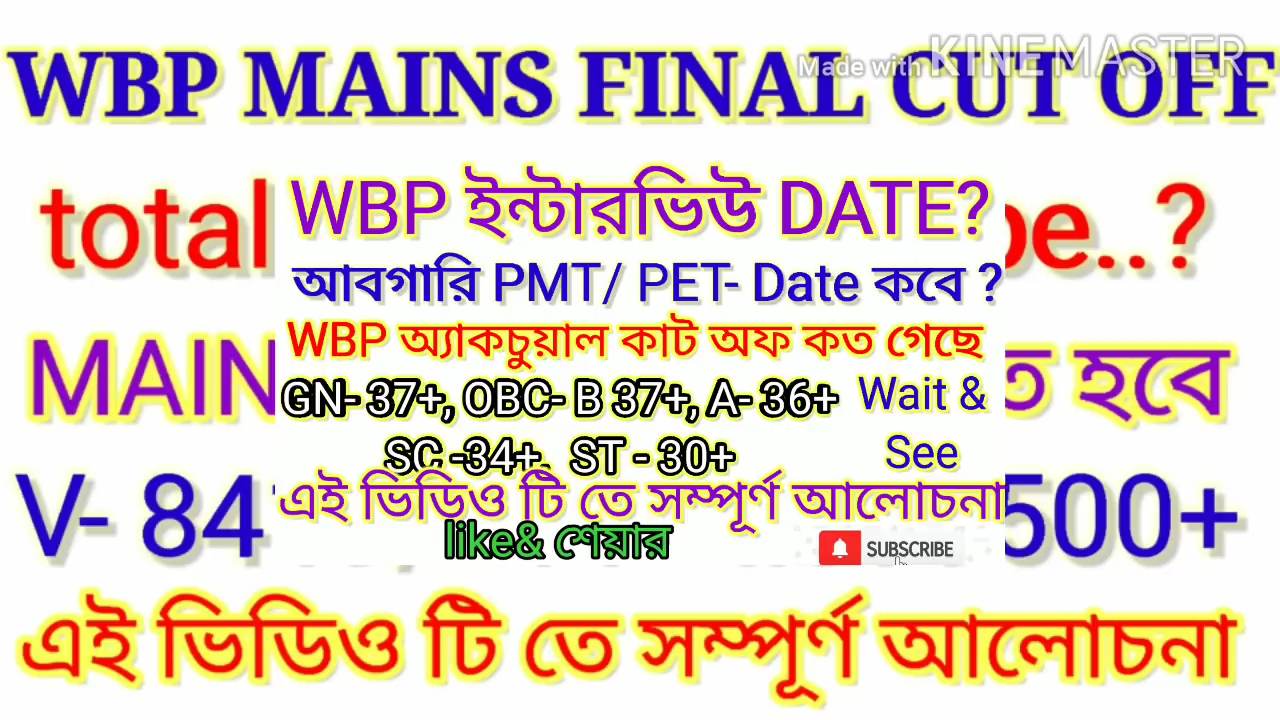 WBP MAINS FINAL CUT OFF
Made with KINEMASTER
total
WBP ইন্টারভিউ DATE?
be..?
আবগারি PMT/ PET- Date কবে ?
WBP অ্যাকচুয়াল কাট অফ কত গেছে
MAIN
ত হবে
GN- 37+, OBC- B 37+, A- 36+ Wait &
SC -34+, ST - 30+ See
V- 84
এই ভিডিও টি তে সম্পূর্ণ আলোচনা
500+
like& শেয়ার
SUBSCRIBE
এই ভিডিও টি তে সম্পূর্ণ আলোচনা